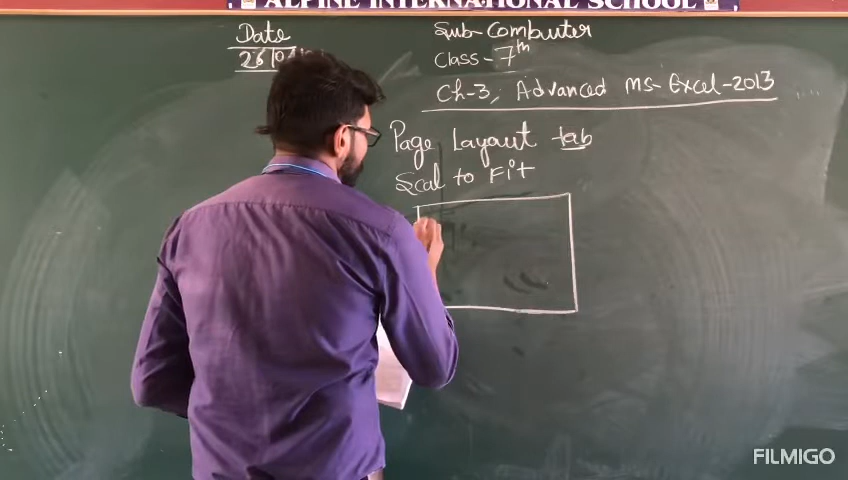 ALPINE INTERNATIONAL SCHOOL
Date
Sub- Computer
Class - 7th
Ch-3, Advanced Ms- Excel-2013
Page Layout tab
Scal to Fit
FILMIGO